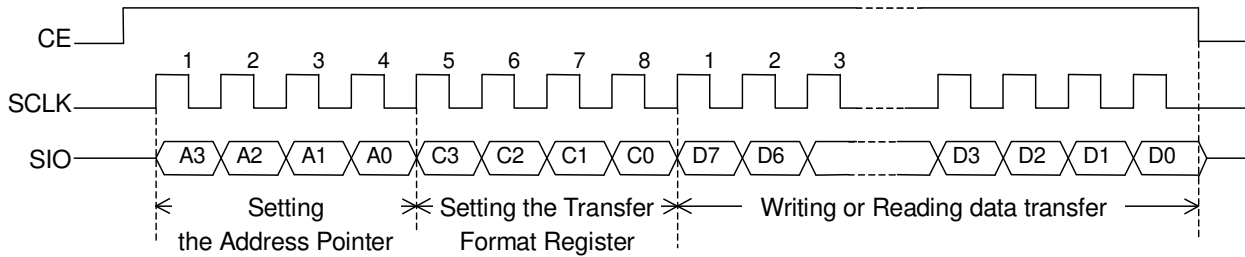 CE
1 2 3 4 5 6 7 8 1 2 3
SCLK
SIO A3 A2 A1 A0 C3 C2 C1 C0 D7 D6 D3 D2 D1 D0
Setting Setting the Transfer Writing or Reading data transfer
the Address Pointer Format Register